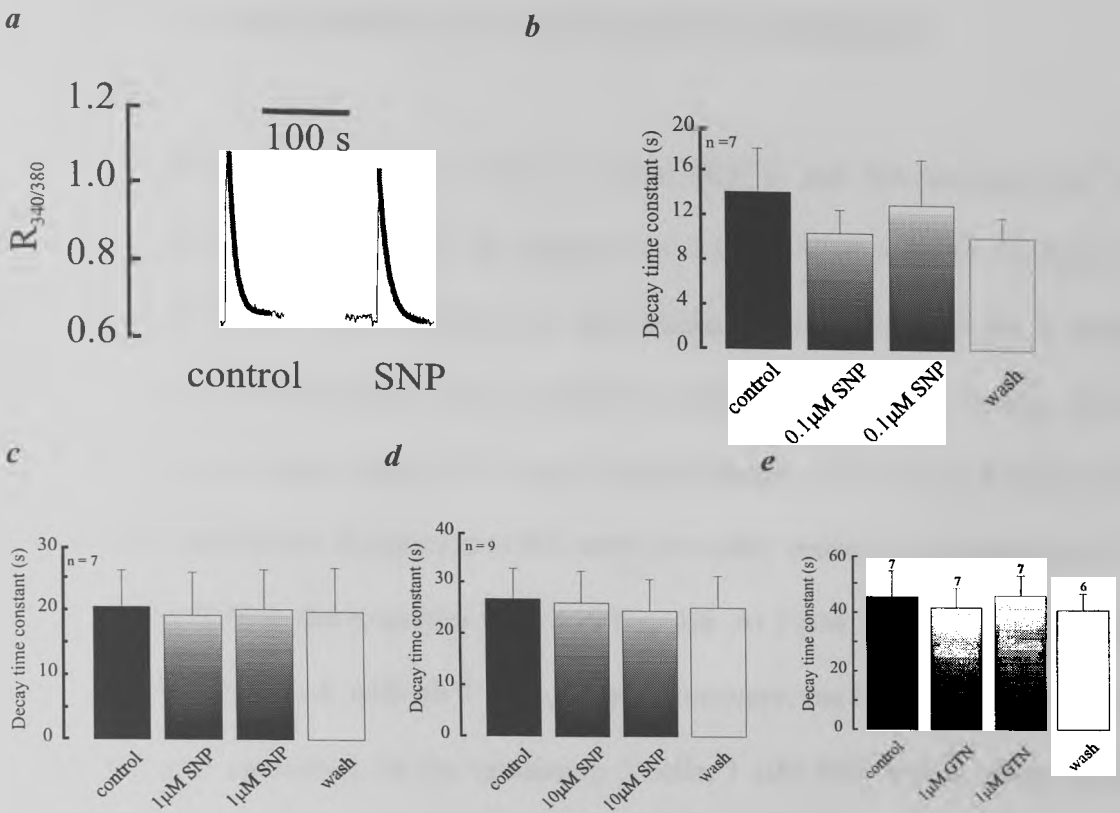 a
1.2
1.0
0.8
0.6
R340/380
100 s
control SNP
b
Decay time constant (s)
20
16
12
8
4
0
n =7
control
0.1µM SNP
0.1µM SNP
wash
c
Decay time constant (s)
30
20
10
0
n = 7
control
1µM SNP
1µM SNP
wash
d
Decay time constant (s)
40
30
20
10
0
n = 9
control
10µM SNP
10µM SNP
wash
e
Decay time constant (s)
60
40
20
0
7
7
7
6
control
1µM GTN
1µM GTN
wash